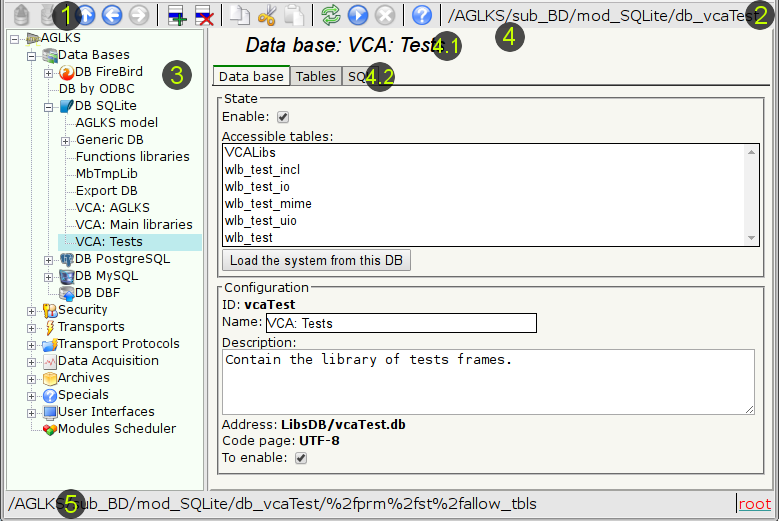 1
/AGLKS/sub_BD/mod_SQLite/db_vcaTest
2
AGLKS
Data Bases
DB FireBird
3
DB by ODBC
DB SQLite
AGLKS model
Generic DB
Functions libraries
MbTmpLib
Export DB
VCA: AGLKS
VCA: Main libraries
VCA: Tests
DB PostgreSQL
DB MySQL
DB DBF
Security
Transports
Transport Protocols
Data Acquisition
Archives
Specials
User Interfaces
Modules Scheduler
4
Data base: VCA: Tests
4.1
Data base
Tables
4.2
State
Enable:
Accessible tables:
VCALibs
wlb_test_incl
wlb_test_io
wlb_test_mime
wlb_test_uio
wlb_test
Load the system from this DB
Configuration
ID: vcaTest
Name: VCA: Tests
Description:
Contain the library of tests frames.
Address: LibsDB/vcaTest.db
Code page: UTF-8
To enable:
5
/AGLKS/sub_BD/mod_SQLite/db_vcaTest/%2fprm%2fst%2fallow_tbls
root